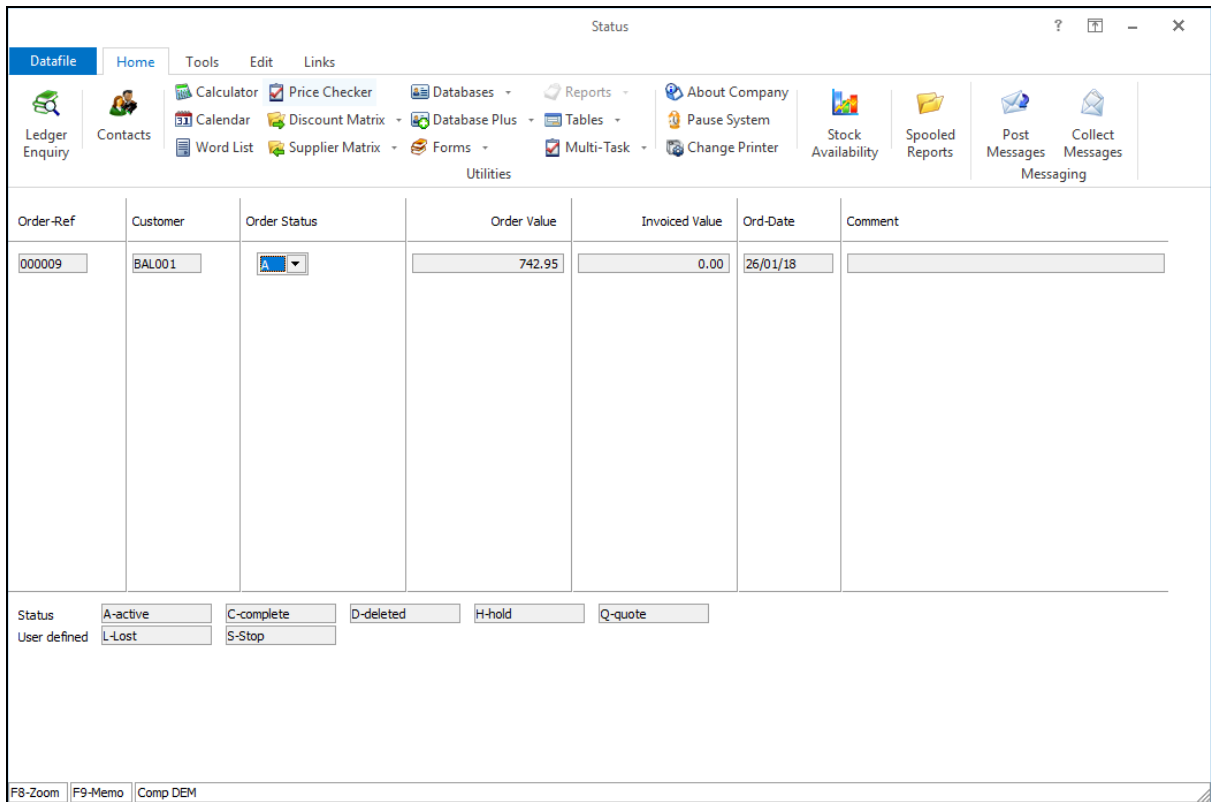 Status
?
Datafile Home Tools Edit Links
Ledger Enquiry
Contacts
Calculator Price Checker Databases Reports About Company
31 Calendar Discount Matrix Database Plus Tables Pause System
Word List Supplier Matrix Forms Multi-Task Change Printer
Stock Availability
Spooled Reports
Post Messages
Collect Messages
Utilities
Messaging
Order-Ref Customer Order Status Order Value Invoiced Value Ord-Date Comment
000009 BAL001 A 742.95 0.00 26/01/18
Status A-active C-complete D-deleted H-hold Q-quote
User defined L-Lost S-Stop
F8-Zoom F9-Memo Comp DEM